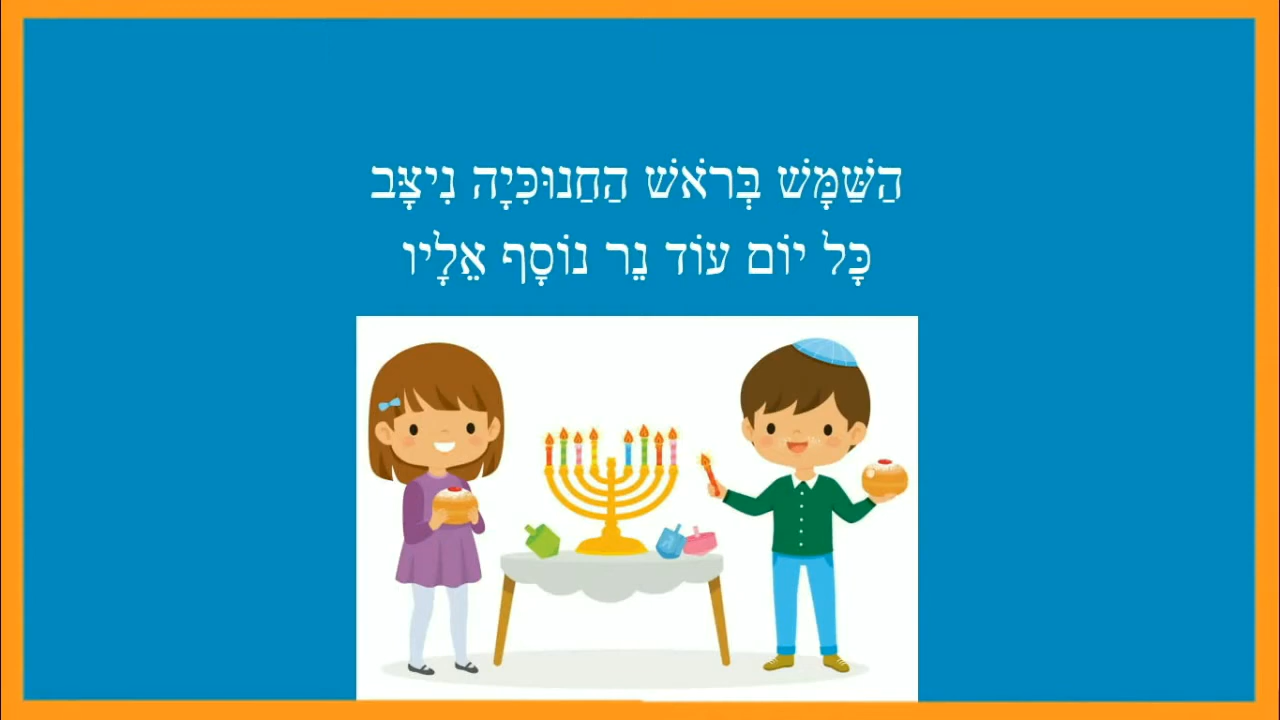 הַשַּׁמָּשׁ בְּרֹאשׁ הַחַנוּכִּיָה נִיצָּב
כָּל יוֹם עוֹד נֵר נוֹסָף אֵלָיו